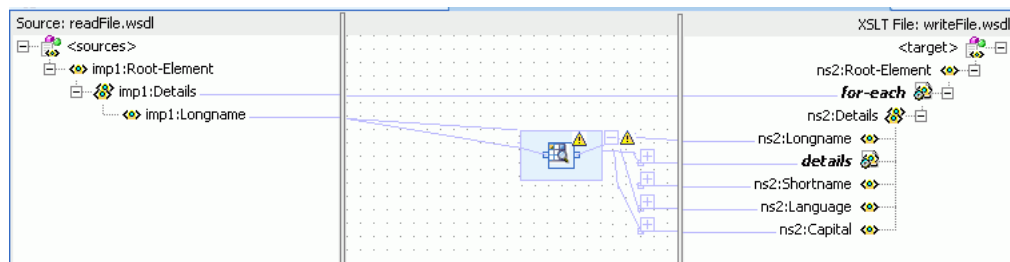 Source: readFile.wsdl
XSLT File: writeFile.wsdl
<sources>
<target>
imp1:Root-Element
ns2:Root-Element
imp1:Details
for-each
imp1:Longname
ns2:Details
ns2:Longname
details
ns2:Shortname
ns2:Language
ns2:Capital